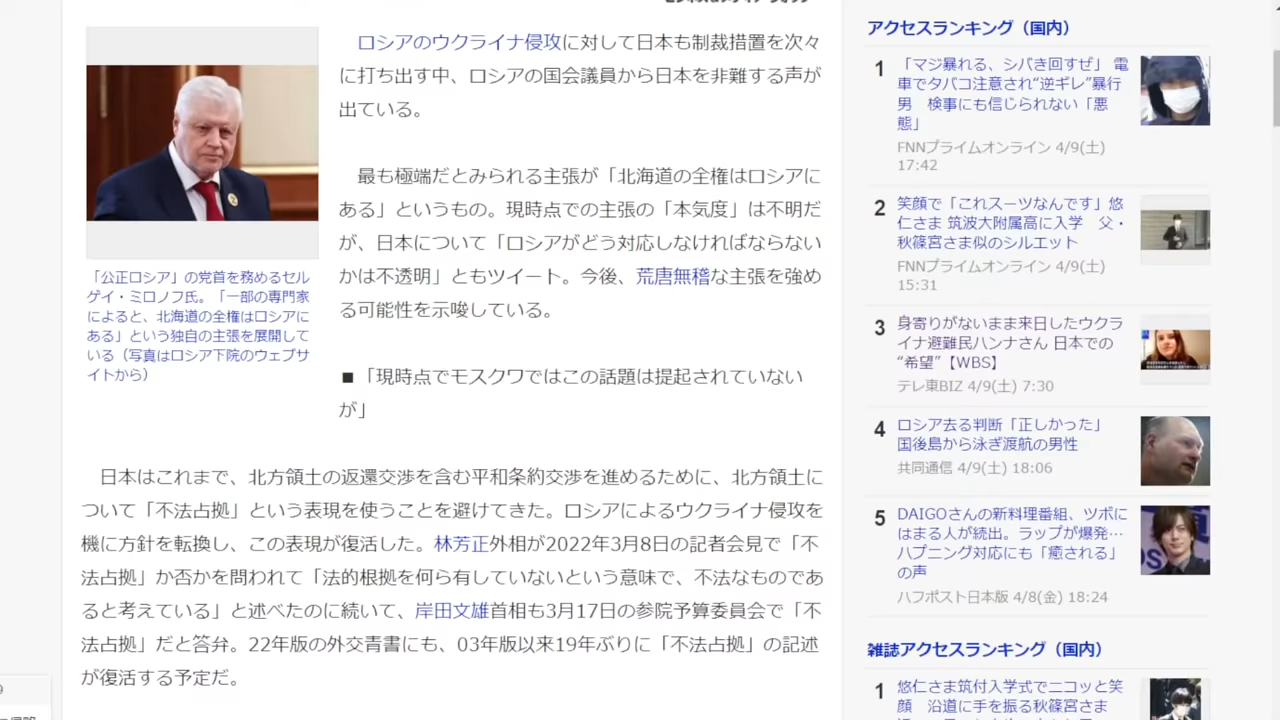 ロシアのウクライナ侵攻に対して日本も制裁措置を次々
に打ち出す中、ロシアの国会議員から日本を非難する声が
出ている。
最も極端だとみられる主張が「北海道の全権はロシアに
ある」というもの。現時点での主張の「本気度」は不明だ
が、日本について「ロシアがどう対応しなければならない
かは不透明」ともツイート。今後、荒唐無稽な主張を強め
る可能性を示唆している。
「公正ロシア」の党首を務めるセル
ゲイ・ミロノフ氏。「一部の専門家
によると、北海道の全権はロシアに
ある」という独自の主張を展開して
いる（写真はロシア下院のウェブサ
イトから）
■「現時点でモスクワではこの話題は提起されていない
が」
日本はこれまで、北方領土の返還交渉を含む平和条約交渉を進めるために、北方領土に
ついて「不法占拠」という表現を使うことを避けてきた。ロシアによるウクライナ侵攻を
機に方針を転換し、この表現が復活した。林芳正外相が2022年3月8日の記者会見で「不
法占拠」か否かを問われて「法的根拠を何ら有していないという意味で、不法なものであ
ると考えている」と述べたのに続いて、岸田文雄首相も3月17日の参院予算委員会で「不
法占拠」だと答弁。22年版の外交青書にも、03年版以来19年ぶりに「不法占拠」の記述
が復活する予定だ。
アクセスランキング（国内）
1
「マジ暴れる、シバき回すぜ」 電
車でタバコ注意され“逆ギレ”暴行
男　検事にも信じられない「悪
態」
FNNプライムオンライン 4/9(土)
17:42
2
笑顔で「これスーツなんです」悠
仁さま 筑波大附属高に入学　父・
秋篠宮さま似のシルエット
FNNプライムオンライン 4/9(土)
15:31
3
身寄りがないまま来日したウクラ
イナ避難民ハンナさん 日本での
“希望”【WBS】
テレ東BIZ 4/9(土) 7:30
4
ロシア去る判断「正しかった」
国後島から泳ぎ渡航の男性
共同通信 4/9(土) 18:06
5
DAIGOさんの新料理番組、ツボに
はまる人が続出。ラップが爆発…
ハプニング対応にも「癒される」
の声
ハフポスト日本版 4/8(金) 18:24
雑誌アクセスランキング（国内）
1
悠仁さま筑付入学式でニコッと笑
顔　沿道に手を振る秋篠宮さま